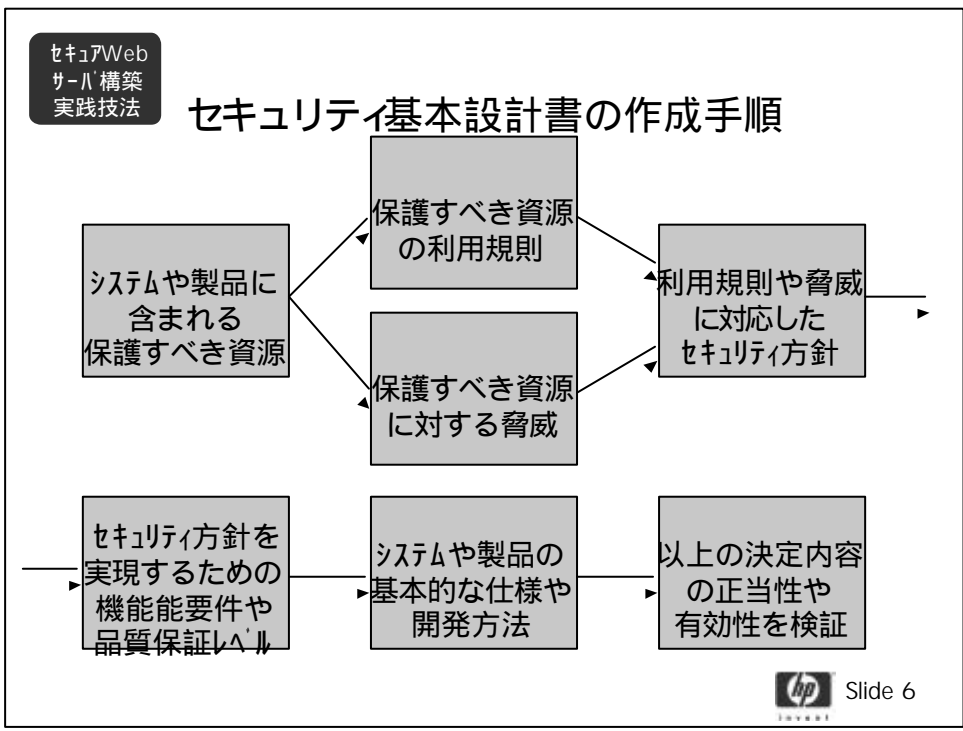 ｾｷｭｱWeb
ｻｰﾊﾞ構築
実践技法
セキュリティ基本設計書の作成手順
保護すべき資源
の利用規則
ｼｽﾃﾑや製品に
含まれる
保護すべき資源
利用規則や脅威
に対応した
ｾｷｭﾘﾃｨ方針
保護すべき資源
に対する脅威
ｾｷｭﾘﾃｨ方針を
実現するための
機能能要件や
品質保証ﾚﾍﾞﾙ
ｼｽﾃﾑや製品の
基本的な仕様や
開発方法
以上の決定内容
の正当性や
有効性を検証
hp
invent
Slide 6